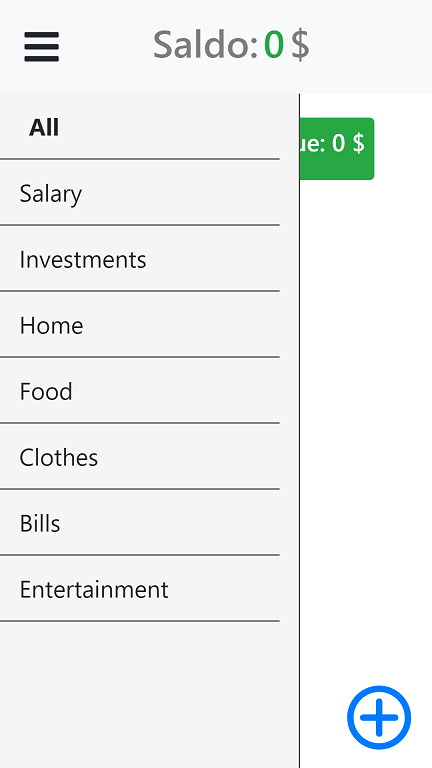 Saldo: 0 $
All
ue: 0 $
Salary
Investments
Home
Food
Clothes
Bills
Entertainment